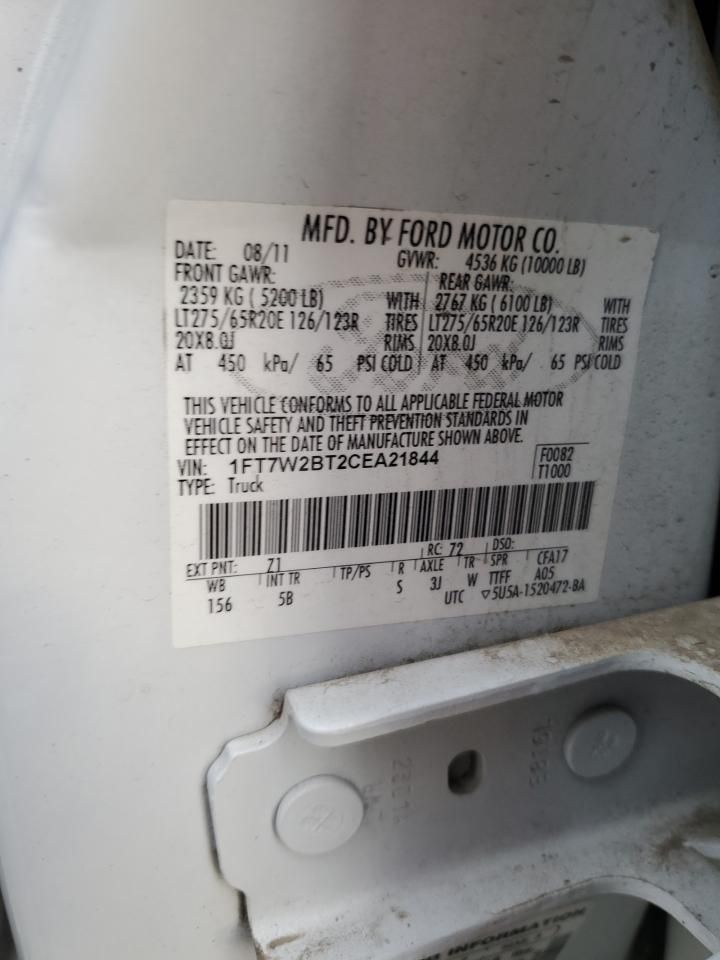 MFD. BY FORD MOTOR CO.
DATE: 08/11 GVWR: 4536 KG (10000 LB)
FRONT GAWR: REAR GAWR:
2359 KG ( 5200 LB) WITH 2767 KG ( 6100 LB) WITH
LT275/65R20E 126/123R TIRES LT275/65R20E 126/123R TIRES
20X8.0J RIMS 20X8.0J RIMS
AT 450 kPa/ 65 PSI COLD AT 450 kPa/ 65 PSI COLD
THIS VEHICLE CONFORMS TO ALL APPLICABLE FEDERAL MOTOR
VEHICLE SAFETY AND THEFT PREVENTION STANDARDS IN
EFFECT ON THE DATE OF MANUFACTURE SHOWN ABOVE.
VIN: 1FT7W2BT2CEA21844 F0082
TYPE: Truck T1000
EXT PNT: Z1 RC: 72 DSO:
WB INT TR TP/PS R AXLE TR SPR CFA17
156 5B S 3J W TTFF A05
UTC ▽5U5A-1520472-BA
INFORMATION